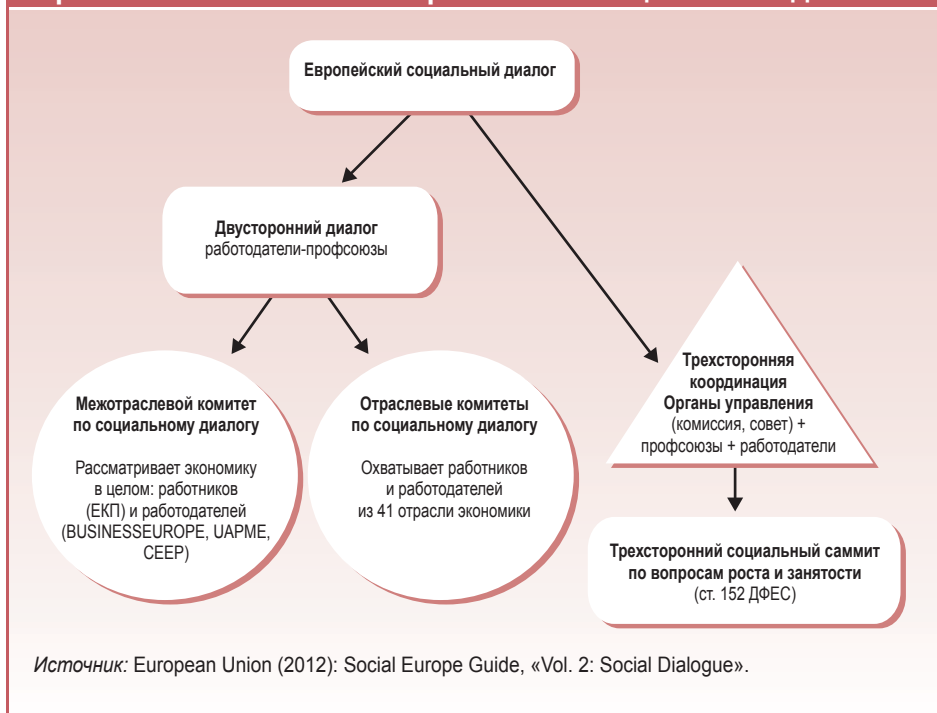 Европейский социальный диалог
Двусторонний диалог
работодатели-профсоюзы
Межотраслевой комитет
по социальному диалогу
Рассматривает экономику
в целом: работников
(ЕКП) и работодателей
(BUSINESSEUROPE, UAPME,
CEEP)
Отраслевые комитеты
по социальному диалогу
Охватывает работников
и работодателей
из 41 отрасли экономики
Трехсторонняя
координация
Органы управления
(комиссия, совет) +
профсоюзы + работодатели
Трехсторонний социальный саммит
по вопросам роста и занятости
(ст. 152 ДФЕС)
Источник: European Union (2012): Social Europe Guide, «Vol. 2: Social Dialogue».